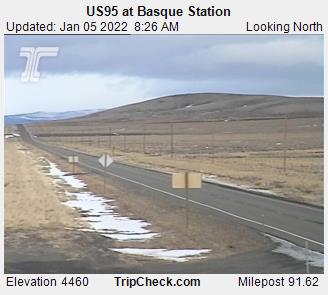 US95 at Basque Station
Updated: Jan 05 2022 8:26 AM Looking North
Elevation 4460 TripCheck.com Milepost 91.62